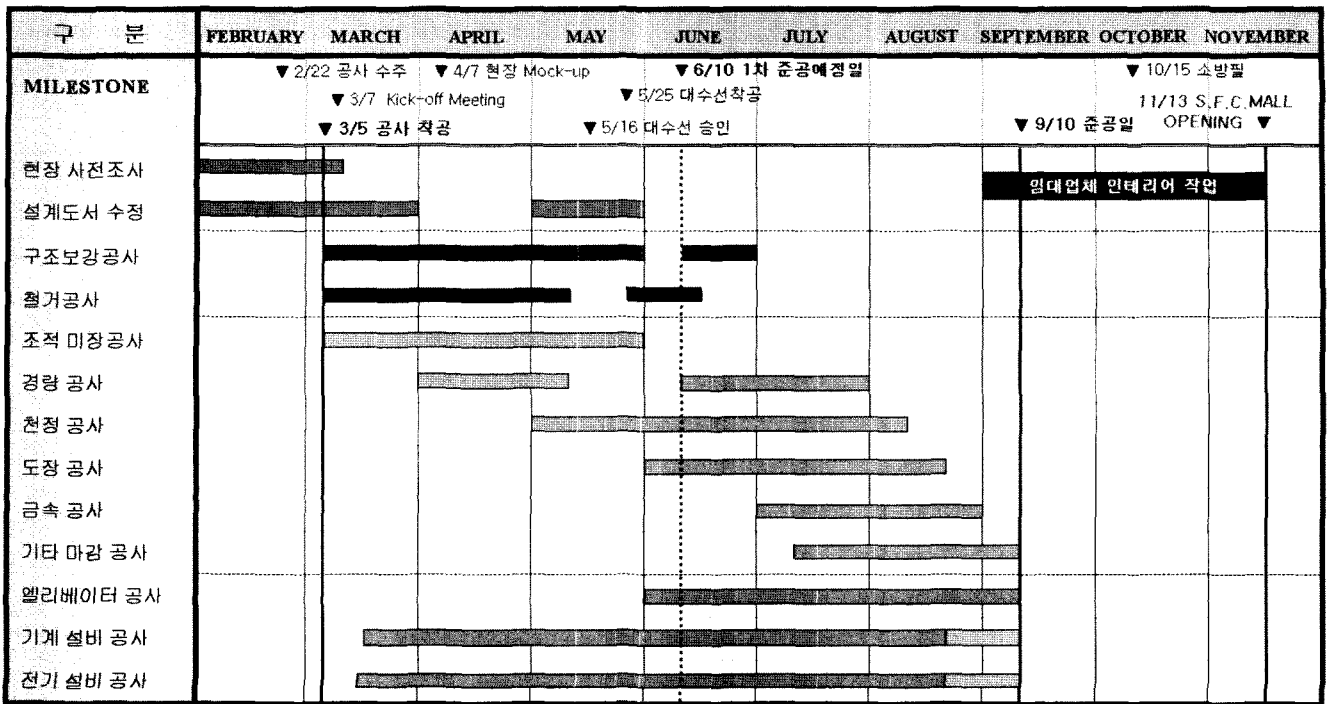 구 분 FEBRUARY MARCH APRIL MAY JUNE JULY AUGUST SEPTEMBER OCTOBER NOVEMBER
MILESTONE
▼ 2/22 공사 수주 ▼ 4/7 현장 Mock-up ▼ 6/10 1차 준공예정일 ▼ 10/15 소방필
▼ 3/7 Kick-off Meeting ▼ 5/25 대수선착공 11/13 S.F.C.MALL
▼ 3/5 공사 착공 ▼ 5/16 대수선 승인 ▼ 9/10 준공일 OPENING ▼
현장 사전조사
임대업체 인테리어 작업
설계도서 수정
구조보강공사
철거공사
조적 미장공사
경량 공사
천정 공사
도장 공사
금속 공사
기타 마감 공사
엘리베이터 공사
기계 설비 공사
전기 설비 공사